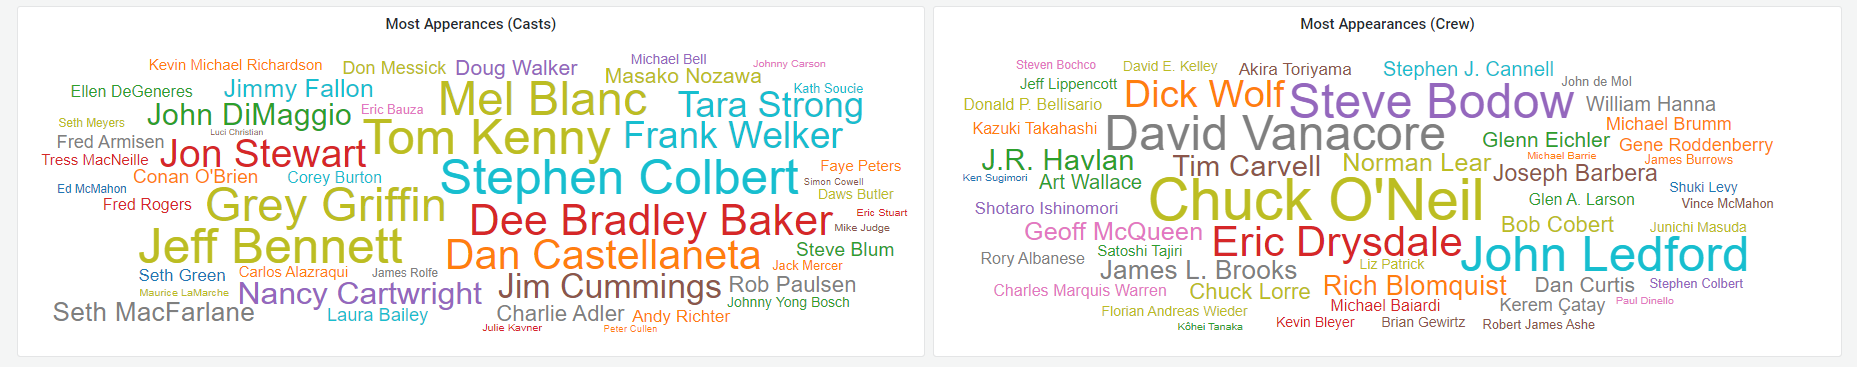 Most Apperances (Casts)
Kevin Michael Richardson
Don Messick
Doug Walker
Michael Bell
Johnny Carson
Masako Nozawa
Ellen DeGeneres
Jimmy Fallon
Mel Blanc
Tara Strong
Kath Soucie
Seth Meyers
John DiMaggio
Eric Bauza
Luci Christian
Fred Armisen
Tom Kenny
Frank Welker
Tress MacNeille
Jon Stewart
Conan O'Brien
Corey Burton
Stephen Colbert
Faye Peters
Simon Cowell
Ed McMahon
Daws Butler
Fred Rogers
Grey Griffin
Dee Bradley Baker
Eric Stuart
Mike Judge
Jeff Bennett
Dan Castellaneta
Steve Blum
Jack Mercer
Seth Green
Carlos Alazraqui
James Rolfe
Maurice LaMarche
Nancy Cartwright
Jim Cummings
Rob Paulsen
Johnny Yong Bosch
Seth MacFarlane
Laura Bailey
Charlie Adler
Andy Richter
Julie Kavner
Peter Cullen
Most Appearances (Crew)
Steven Bochco
David E. Kelley
Akira Toriyama
Stephen J. Cannell
John de Mol
Jeff Lippencott
Dick Wolf
Steve Bodow
William Hanna
Donald P. Bellisario
Kazuki Takahashi
David Vanacore
Michael Brumm
Glenn Eichler
Gene Roddenberry
Michael Barrie
James Burrows
J.R. Havlan
Tim Carvell
Norman Lear
Joseph Barbera
Ken Sugimori
Art Wallace
Shuki Levy
Chuck O'Neil
Glen A. Larson
Vince McMahon
Shotaro Ishinomori
Geoff McQueen
Bob Cobert
Junichi Masuda
Satoshi Tajiri
Eric Drysdale
John Ledford
Rory Albanese
James L. Brooks
Liz Patrick
Charles Marquis Warren
Chuck Lorre
Rich Blomquist
Dan Curtis
Stephen Colbert
Florian Andreas Wieder
Michael Baiardi
Kerem Çatay
Paul Dinello
Kôhei Tanaka
Kevin Bleyer
Brian Gewirtz
Robert James Ashe